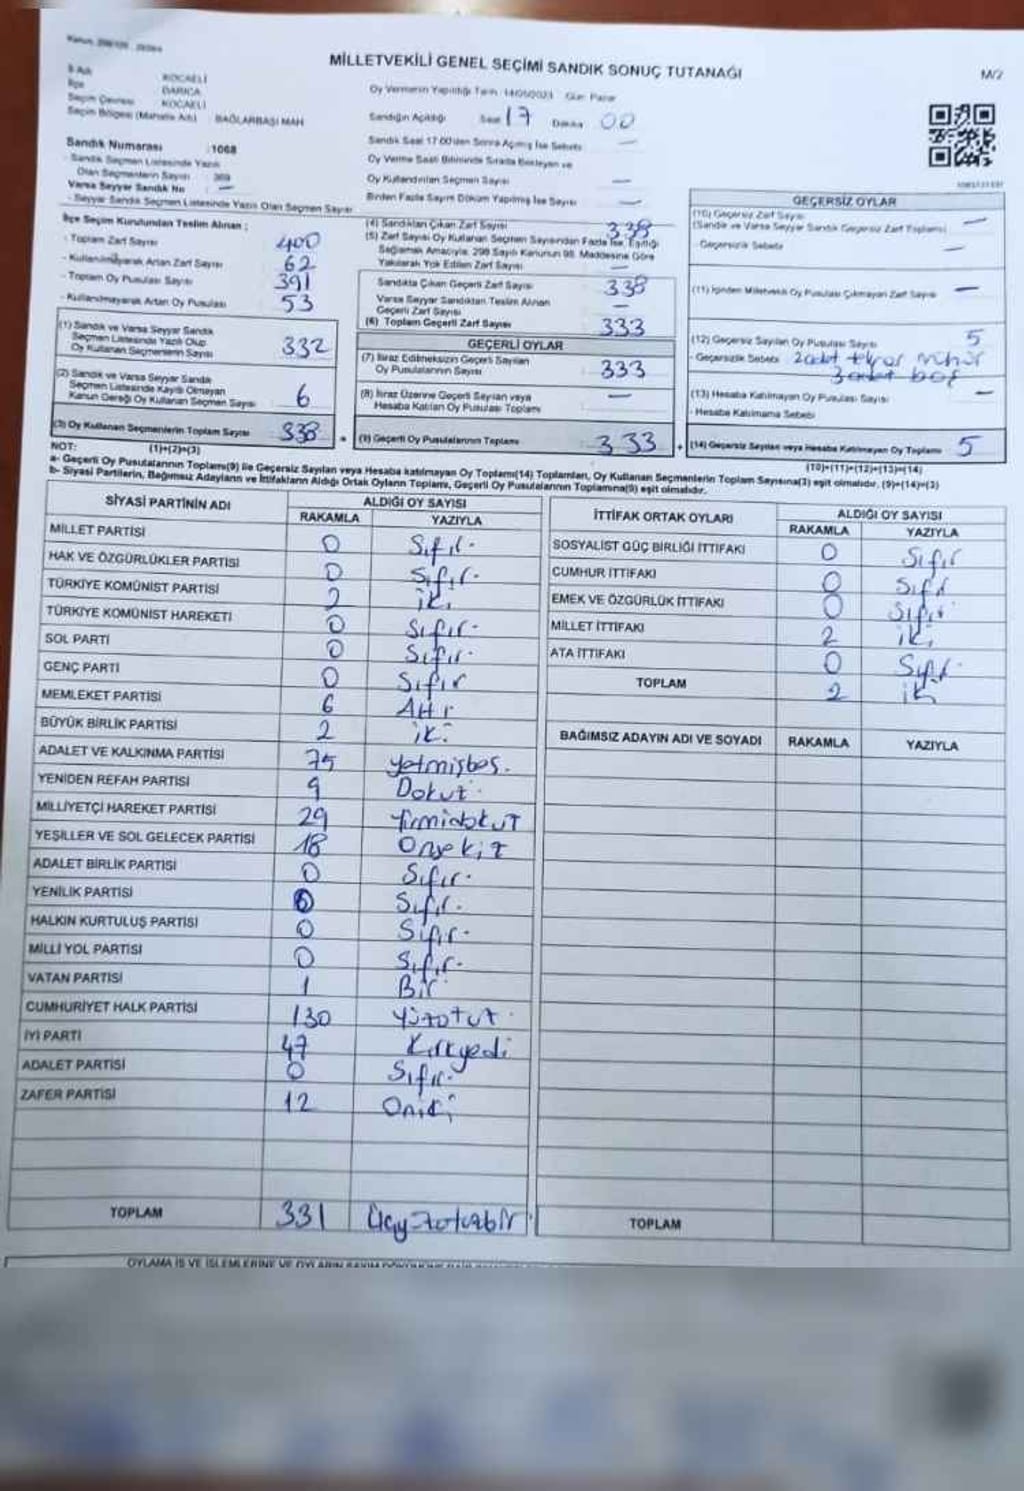 MİLLETVEKİLİ GENEL SEÇİMİ SANDIK SONUÇ TUTANAĞI
M/2
İl Adı : KOCAELİ
İlçe : DARICA
Seçim Çevresi : KOCAELİ
Seçim Bölgesi (Mahalle Adı) : BAĞLARBAŞI MAH
Oy Vermenin Yapıldığı Tarih : 14/05/2023 Gün: Pazar
Sandığın Açıldığı Saat 17 Dakika 00
Sandık Saat 17:00'den Sonra Açılmış İse Sebebi —
Oy Verme Saati Bitiminde Sırada Bekleyen ve
Oy Kullandırılan Seçmen Sayısı —
Birden Fazla Sayım Döküm Yapılmış İse Sayısı —
Sandık Numarası : 1068
- Sandık Seçmen Listesinde Yazılı
Olan Seçmenlerin Sayısı : 369
Varsa Seyyar Sandık No : —
- Seyyar Sandık Seçmen Listesinde Yazılı Olan Seçmen Sayısı
İlçe Seçim Kurulundan Teslim Alınan :
- Toplam Zarf Sayısı 400
- Kullanılmayarak Artan Zarf Sayısı 62
- Toplam Oy Pusulası Sayısı 391
- Kullanılmayarak Artan Oy Pusulası 53
(1) Sandık ve Varsa Seyyar Sandık
Seçmen Listesinde Yazılı Olup
Oy Kullanan Seçmenlerin Sayısı 332
(2) Sandık ve Varsa Seyyar Sandık
Seçmen Listesinde Kayıtlı Olmayan
Kanun Gereği Oy Kullanan Seçmen Sayısı 6
(3) Oy Kullanan Seçmenlerin Toplam Sayısı 338
(1)+(2)=(3)
(4) Sandıktan Çıkan Zarf Sayısı 338
(5) Zarf Sayısı Oy Kullanan Seçmen Sayısından Fazla İse, Eşitliği
Sağlamak Amacıyla, 298 Sayılı Kanunun 98. Maddesine Göre
Yakılarak Yok Edilen Zarf Sayısı —
Sandıkta Çıkan Geçerli Zarf Sayısı 338
Varsa Seyyar Sandıktan Teslim Alınan
Geçerli Zarf Sayısı —
(6) Toplam Geçerli Zarf Sayısı 333
GEÇERLİ OYLAR
(7) İtiraz Edilmeksizin Geçerli Sayılan
Oy Pusulalarının Sayısı 333
(8) İtiraz Üzerine Geçerli Sayılan veya
Hesaba Katılan Oy Pusulası Toplamı —
= (9) Geçerli Oy Pusulalarının Toplamı 333
GEÇERSİZ OYLAR
(10) Geçersiz Zarf Sayısı —
(Sandık ve Varsa Seyyar Sandık Geçersiz Zarf Toplamı)
- Geçersizlik Sebebi —
(11) İçinden Milletvekili Oy Pusulası Çıkmayan Zarf Sayısı —
(12) Geçersiz Sayılan Oy Pusulası Sayısı 5
- Geçersizlik Sebebi 2 adet tekrar mühür
3 adet boş
(13) Hesaba Katılmayan Oy Pusulası Sayısı —
- Hesaba Katılmama Sebebi
+ (14) Geçersiz Sayılan veya Hesaba Katılmayan Oy Toplamı 5
(10)+(11)+(12)+(13)=(14)
NOT:
a- Geçerli Oy Pusulalarının Toplamı(9) ile Geçersiz Sayılan veya Hesaba katılmayan Oy Toplamı(14) Toplamları, Oy Kullanan Seçmenlerin Toplam Sayısına(3) eşit olmalıdır. (9)+(14)=(3)
b- Siyasi Partilerin, Bağımsız Adayların ve İttifakların Aldığı Ortak Oyların Toplamı, Geçerli Oy Pusulalarının Toplamına(9) eşit olmalıdır.
SİYASİ PARTİNİN ADI ALDIĞI OY SAYISI
RAKAMLA YAZIYLA
MİLLET PARTİSİ 0 Sıfır
HAK VE ÖZGÜRLÜKLER PARTİSİ 0 Sıfır
TÜRKİYE KOMÜNİST PARTİSİ 2 iki
TÜRKİYE KOMÜNİST HAREKETİ 0 Sıfır
SOL PARTİ 0 Sıfır
GENÇ PARTİ 0 Sıfır
MEMLEKET PARTİSİ 6 Altı
BÜYÜK BİRLİK PARTİSİ 2 iki
ADALET VE KALKINMA PARTİSİ 75 yetmişbeş
YENİDEN REFAH PARTİSİ 9 Dokuz
MİLLİYETÇİ HAREKET PARTİSİ 29 Yirmidokuz
YEŞİLLER VE SOL GELECEK PARTİSİ 18 Onsekiz
ADALET BİRLİK PARTİSİ 0 Sıfır
YENİLİK PARTİSİ 0 Sıfır
HALKIN KURTULUŞ PARTİSİ 0 Sıfır
MİLLİ YOL PARTİSİ 0 Sıfır
VATAN PARTİSİ 1 Bir
CUMHURİYET HALK PARTİSİ 130 Yüzotuz
İYİ PARTİ 47 Kırkyedi
ADALET PARTİSİ 0 Sıfır
ZAFER PARTİSİ 12 Oniki
TOPLAM 331 Üçyüzotuzbir
İTTİFAK ORTAK OYLARI ALDIĞI OY SAYISI
RAKAMLA YAZIYLA
SOSYALİST GÜÇ BİRLİĞİ İTTİFAKI 0 Sıfır
CUMHUR İTTİFAKI 0 Sıfır
EMEK VE ÖZGÜRLÜK İTTİFAKI 0 Sıfır
MİLLET İTTİFAKI 2 iki
ATA İTTİFAKI 0 Sıfır
TOPLAM 2 iki
BAĞIMSIZ ADAYIN ADI VE SOYADI RAKAMLA YAZIYLA
TOPLAM